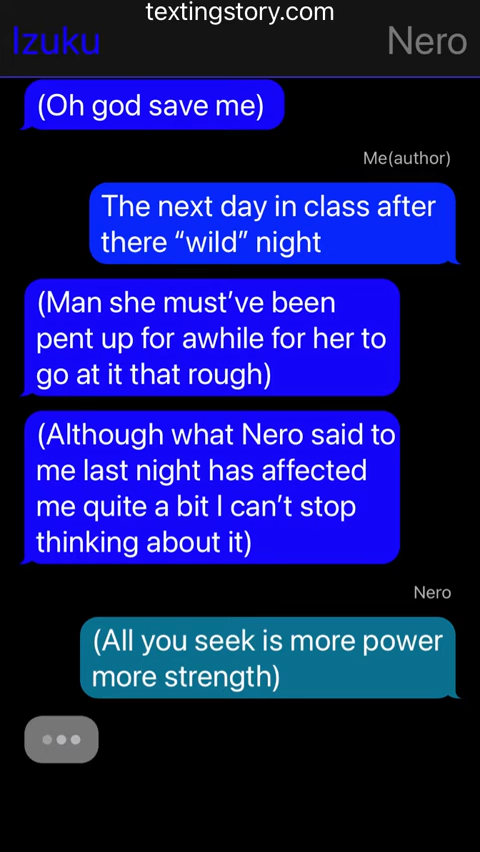 textingstory.com
Izuku
Nero
(Oh god save me)
Me(author)
The next day in class after
there “wild” night
(Man she must’ve been
pent up for awhile for her to
go at it that rough)
(Although what Nero said to
me last night has affected
me quite a bit I can’t stop
thinking about it)
Nero
(All you seek is more power
more strength)